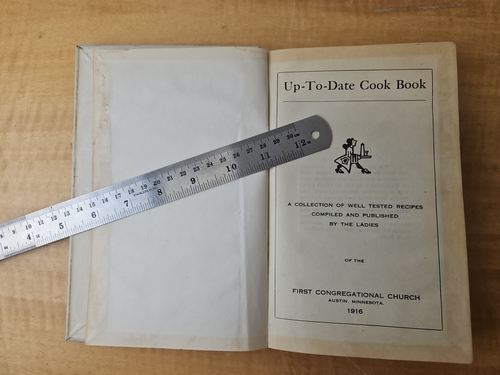 Up-To-Date Cook Book
A COLLECTION OF WELL TESTED RECIPES
COMPILED AND PUBLISHED
BY THE LADIES
OF THE
FIRST CONGREGATIONAL CHURCH
AUSTIN, MINNESOTA.
1916
4 5 6 7 8 9 10 11 12